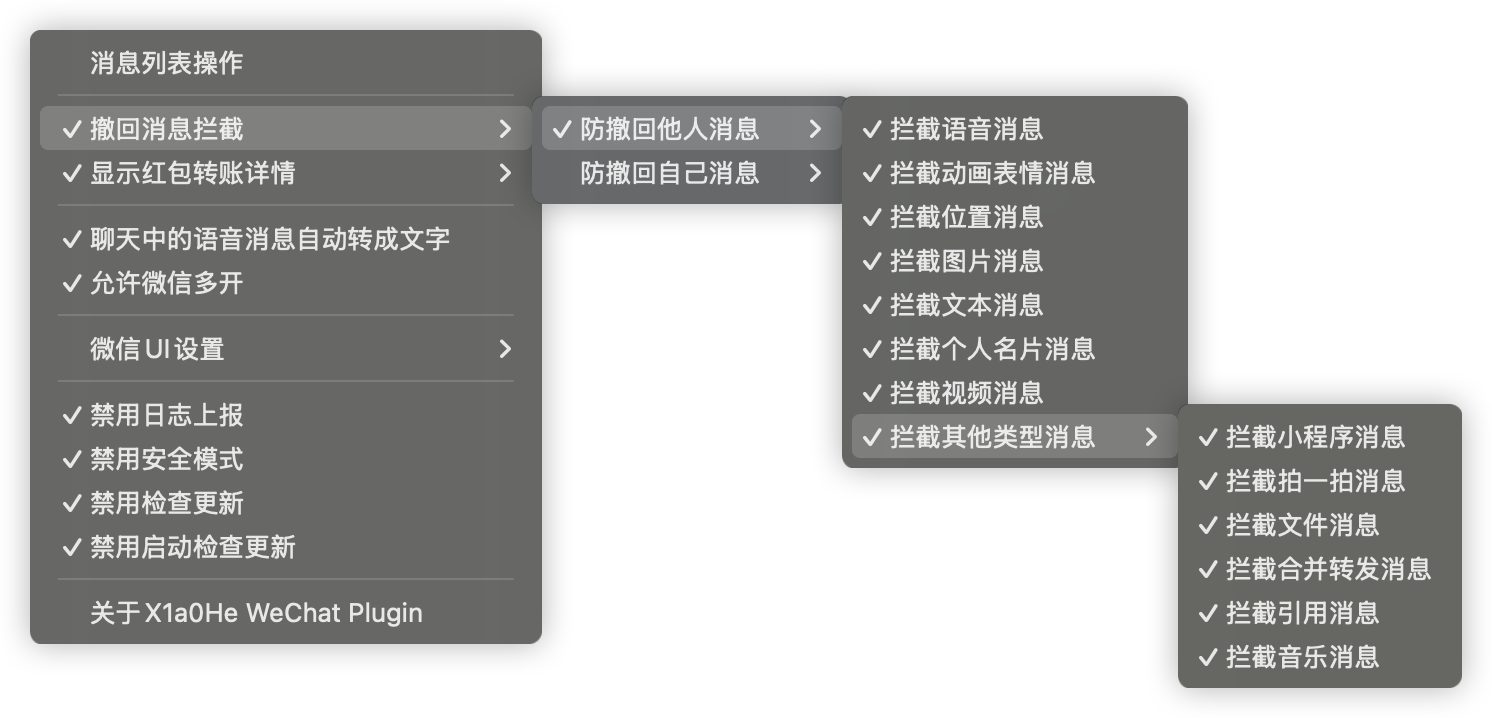 消息列表操作
撤回消息拦截
显示红包转账详情
聊天中的语音消息自动转成文字
允许微信多开
微信UI设置
禁用日志上报
禁用安全模式
禁用检查更新
禁用启动检查更新
关于X1a0He WeChat Plugin
防撤回他人消息
防撤回自己消息
拦截语音消息
拦截动画表情消息
拦截位置消息
拦截图片消息
拦截文本消息
拦截个人名片消息
拦截视频消息
拦截其他类型消息
拦截小程序消息
拦截拍一拍消息
拦截文件消息
拦截合并转发消息
拦截引用消息
拦截音乐消息